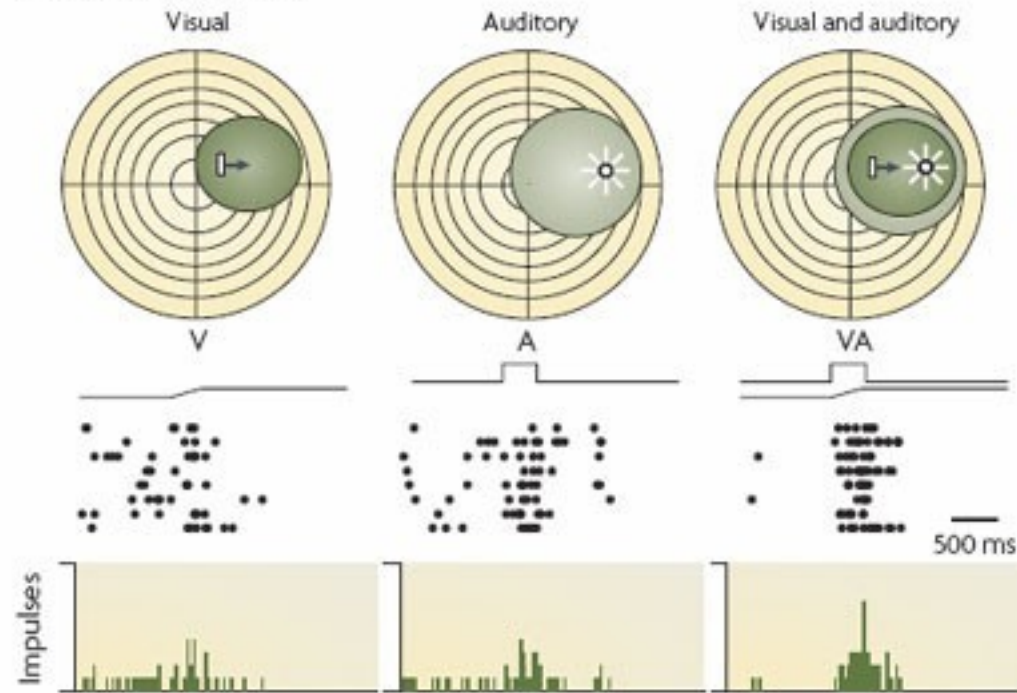 Visual
Auditory
Visual and auditory
V
A
VA
500 ms
Impulses